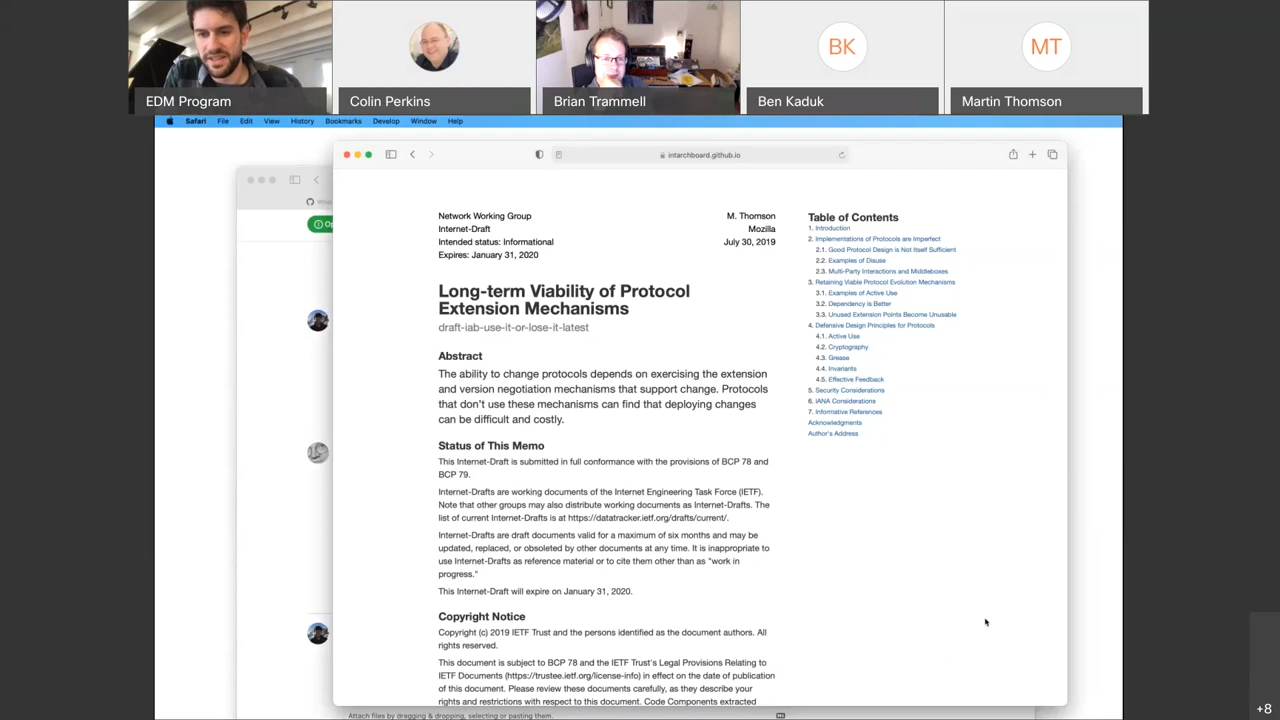 BK
MT
EDM Program
Colin Perkins
Brian Trammell
Ben Kaduk
Martin Thomson
Safari File Edit View History Bookmarks Develop Window Help
intarchboard.github.io
Network Working Group
M. Thomson
Internet-Draft
Mozilla
Intended status: Informational
July 30, 2019
Expires: January 31, 2020
Long-term Viability of Protocol
Extension Mechanisms
draft-iab-use-it-or-lose-it-latest
Abstract
The ability to change protocols depends on exercising the extension
and version negotiation mechanisms that support change. Protocols
that don't use these mechanisms can find that deploying changes
can be difficult and costly.
Status of This Memo
This Internet-Draft is submitted in full conformance with the provisions of BCP 78 and
BCP 79.
Internet-Drafts are working documents of the Internet Engineering Task Force (IETF).
Note that other groups may also distribute working documents as Internet-Drafts. The
list of current Internet-Drafts is at https://datatracker.ietf.org/drafts/current/.
Internet-Drafts are draft documents valid for a maximum of six months and may be
updated, replaced, or obsoleted by other documents at any time. It is inappropriate to
use Internet-Drafts as reference material or to cite them other than as "work in
progress."
This Internet-Draft will expire on January 31, 2020.
Copyright Notice
Copyright (c) 2019 IETF Trust and the persons identified as the document authors. All
rights reserved.
This document is subject to BCP 78 and the IETF Trust's Legal Provisions Relating to
IETF Documents (https://trustee.ietf.org/license-info) in effect on the date of publication
of this document. Please review these documents carefully, as they describe your
rights and restrictions with respect to this document. Code Components extracted
Table of Contents
1. Introduction
2. Implementations of Protocols are Imperfect
2.1. Good Protocol Design is Not Itself Sufficient
2.2. Examples of Disuse
2.3. Multi-Party Interactions and Middleboxes
3. Retaining Viable Protocol Evolution Mechanisms
3.1. Examples of Active Use
3.2. Dependency is Better
3.3. Unused Extension Points Become Unusable
4. Defensive Design Principles for Protocols
4.1. Active Use
4.2. Cryptography
4.3. Grease
4.4. Invariants
4.5. Effective Feedback
5. Security Considerations
6. IANA Considerations
7. Informative References
Acknowledgments
Author's Address
Attach files by dragging & dropping, selecting or pasting them.
+8